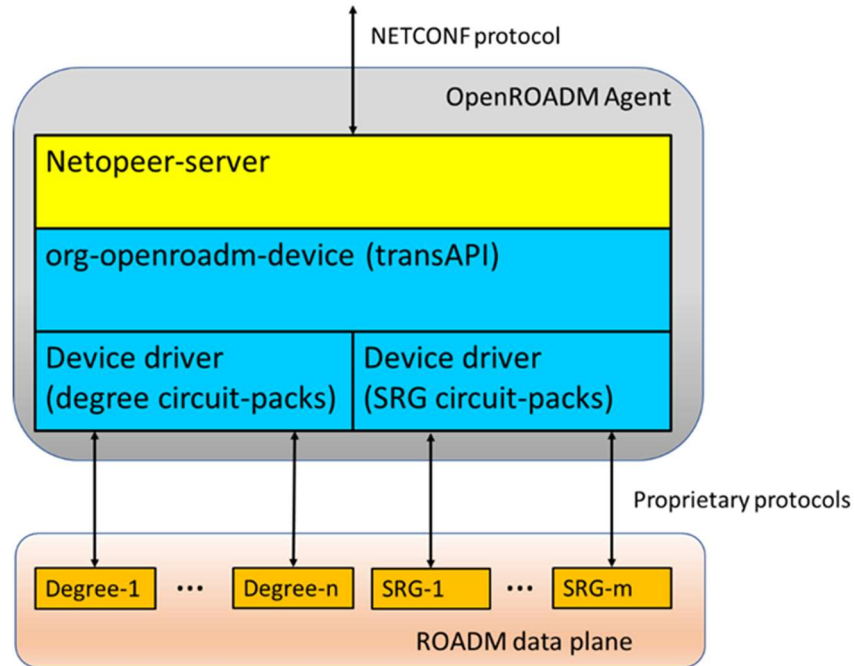 NETCONF protocol
OpenROADM Agent
Netopeer-server
org-openroadm-device (transAPI)
Device driver
(degree circuit-packs)
Device driver
(SRG circuit-packs)
Proprietary protocols
Degree-1
...
Degree-n
SRG-1
...
SRG-m
ROADM data plane